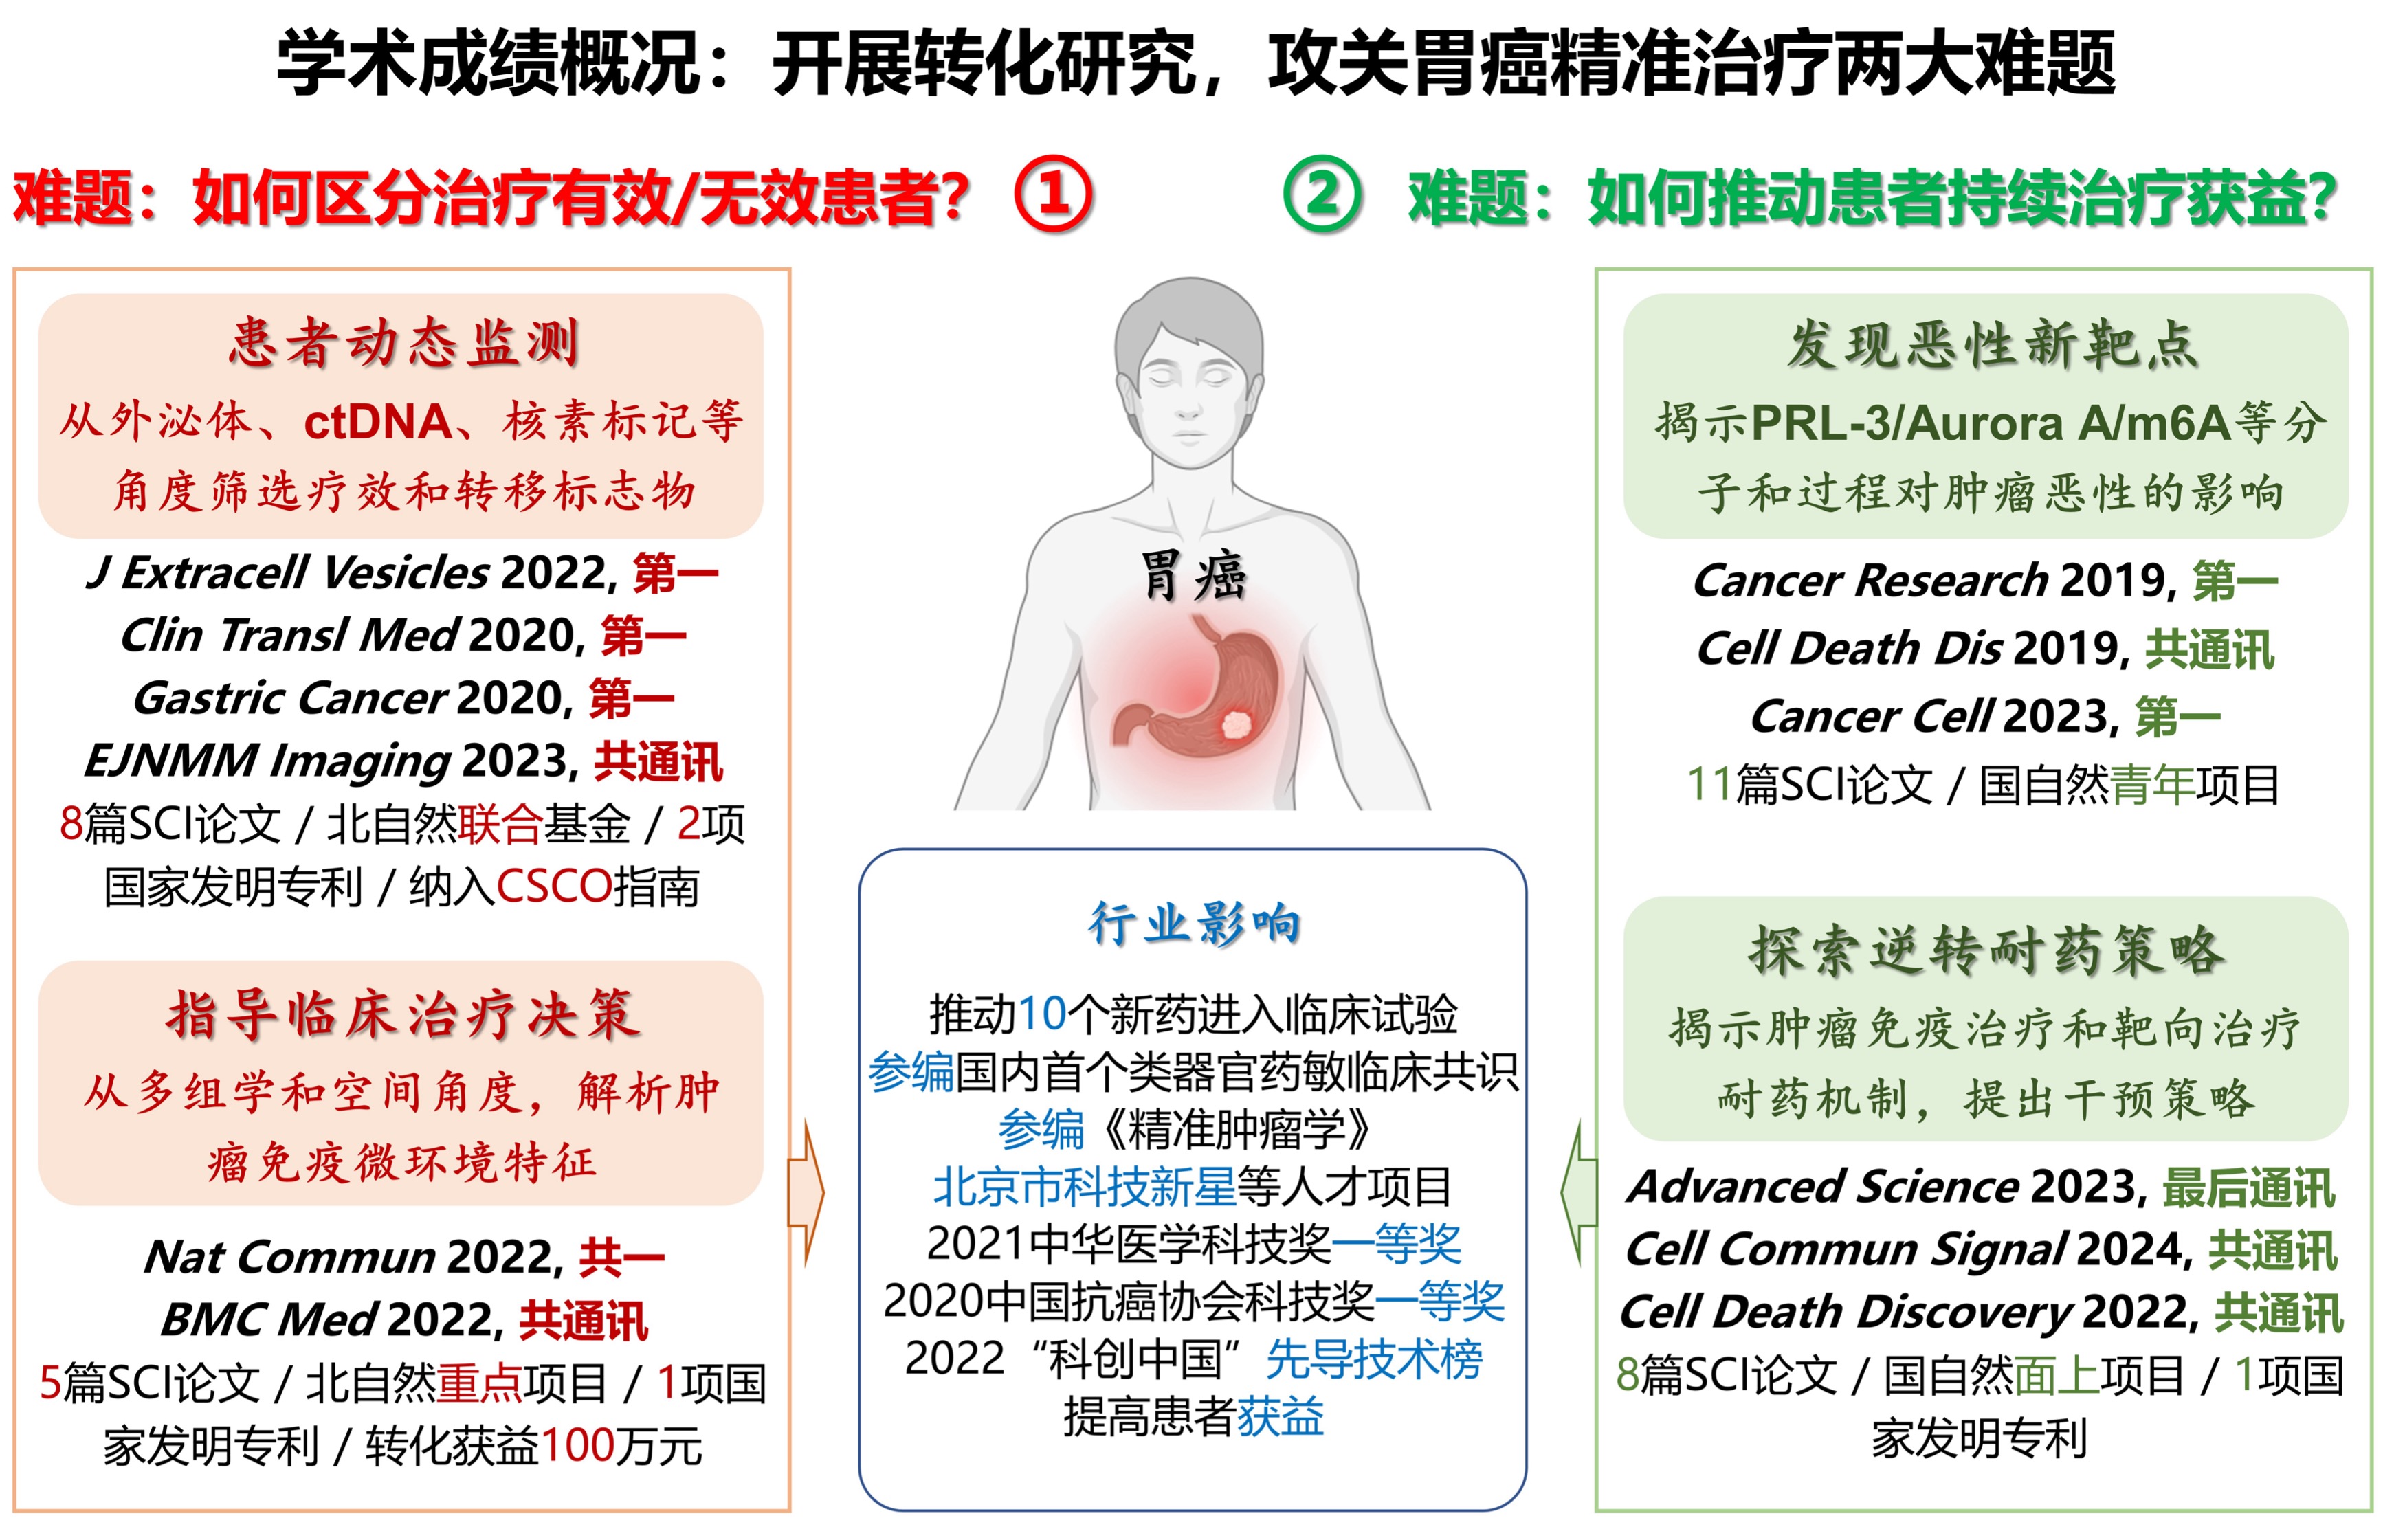 学术成绩概况：开展转化研究，攻关胃癌精准治疗两大难题
难题：如何区分治疗有效/无效患者？ ①
② 难题：如何推动患者持续治疗获益？
患者动态监测
从外泌体、ctDNA、核素标记等
角度筛选疗效和转移标志物
J Extracell Vesicles 2022, 第一
Clin Transl Med 2020, 第一
Gastric Cancer 2020, 第一
EJNMM Imaging 2023, 共通讯
8篇SCI论文 / 北自然联合基金 / 2项
国家发明专利 / 纳入CSCO指南
指导临床治疗决策
从多组学和空间角度，解析肿
瘤免疫微环境特征
Nat Commun 2022, 共一
BMC Med 2022, 共通讯
5篇SCI论文 / 北自然重点项目 / 1项国
家发明专利 / 转化获益100万元
胃癌
行业影响
推动10个新药进入临床试验
参编国内首个类器官药敏临床共识
参编《精准肿瘤学》
北京市科技新星等人才项目
2021中华医学科技奖一等奖
2020中国抗癌协会科技奖一等奖
2022“科创中国”先导技术榜
提高患者获益
发现恶性新靶点
揭示PRL-3/Aurora A/m6A等分
子和过程对肿瘤恶性的影响
Cancer Research 2019, 第一
Cell Death Dis 2019, 共通讯
Cancer Cell 2023, 第一
11篇SCI论文 / 国自然青年项目
探索逆转耐药策略
揭示肿瘤免疫治疗和靶向治疗
耐药机制，提出干预策略
Advanced Science 2023, 最后通讯
Cell Commun Signal 2024, 共通讯
Cell Death Discovery 2022, 共通讯
8篇SCI论文 / 国自然面上项目 / 1项国
家发明专利